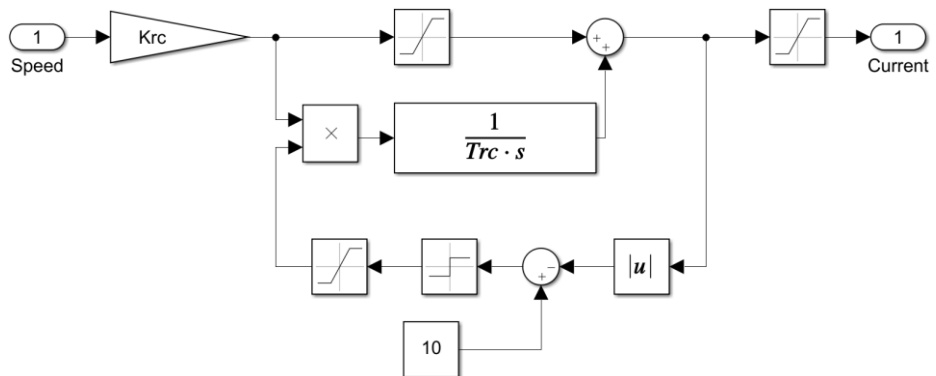 1
Speed
Krc
+
+
1
Current
×
1
Trc · s
|u|
+ −
10